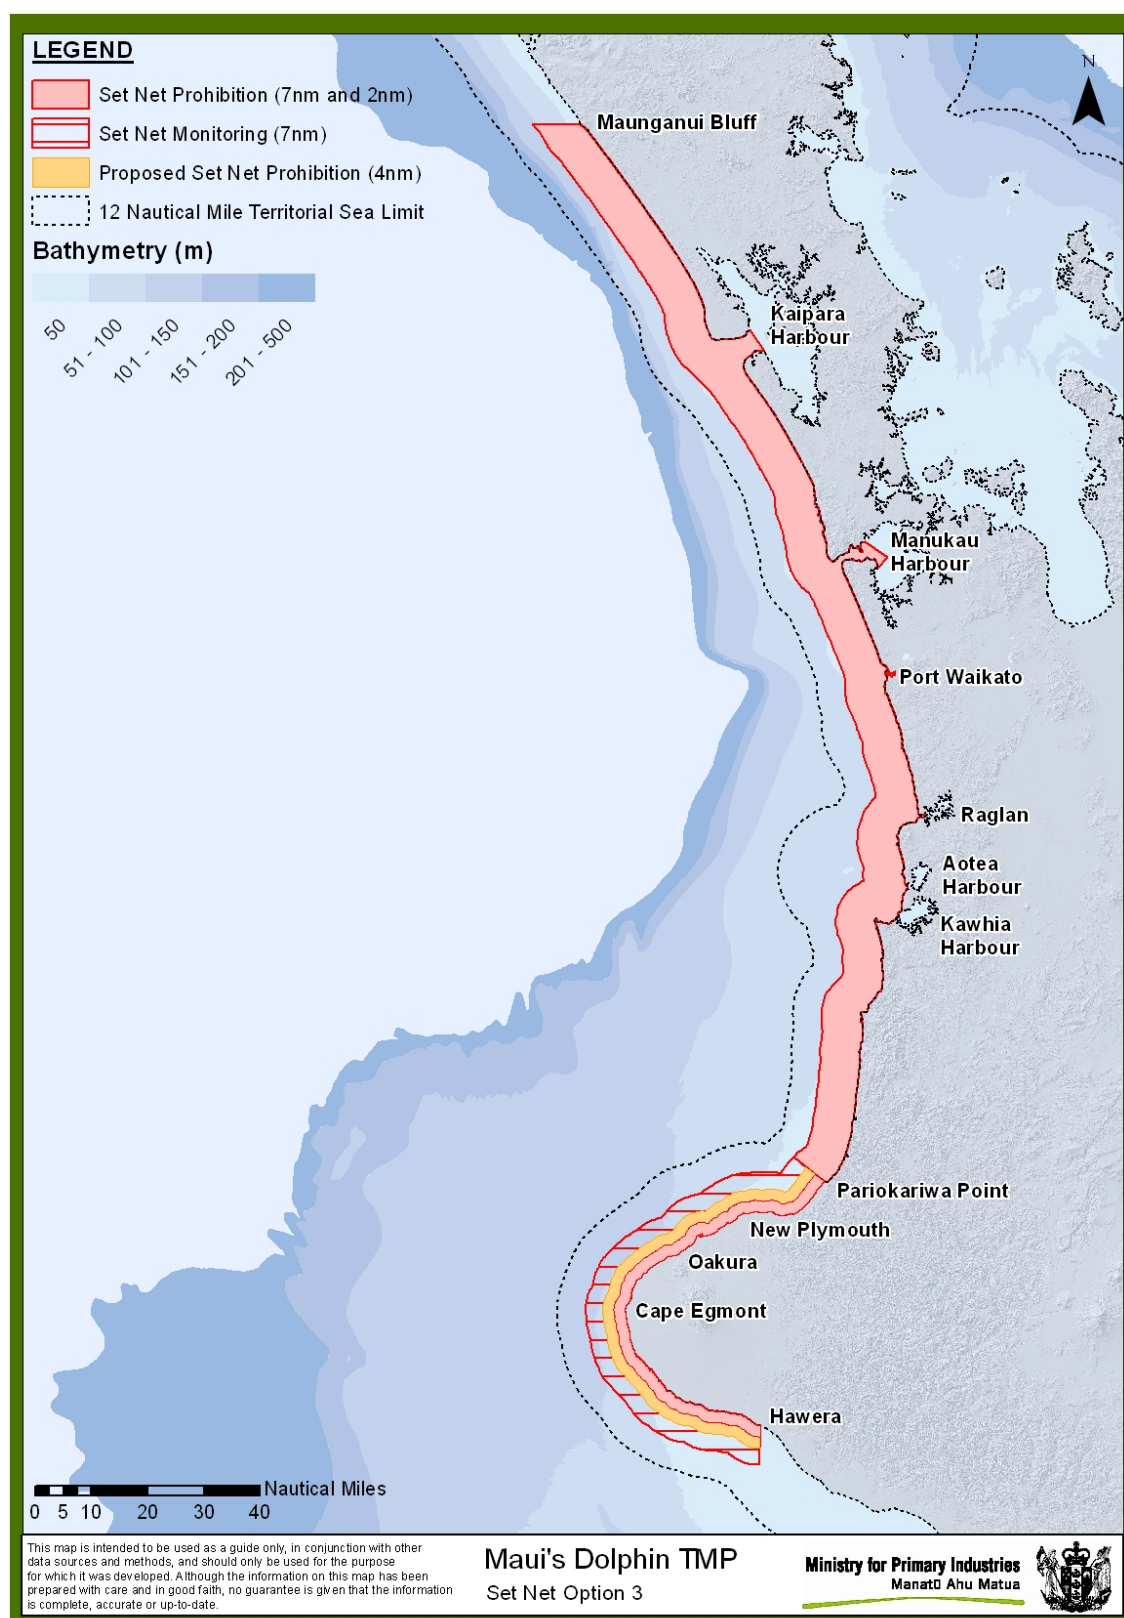 LEGEND
Set Net Prohibition (7nm and 2nm)
Set Net Monitoring (7nm)
Proposed Set Net Prohibition (4nm)
12 Nautical Mile Territorial Sea Limit
Bathymetry (m)
50
51 - 100
101 - 150
151 - 200
201 - 500
N
Maunganui Bluff
Kaipara
Harbour
Manukau
Harbour
Port Waikato
Raglan
Aotea
Harbour
Kawhia
Harbour
Pariokariwa Point
New Plymouth
Oakura
Cape Egmont
Hawera
Nautical Miles
0 5 10 20 30 40
This map is intended to be used as a guide only, in conjunction with other
data sources and methods, and should only be used for the purpose
for which it was developed. Although the information on this map has been
prepared with care and in good faith, no guarantee is given that the information
is complete, accurate or up-to-date.
Maui's Dolphin TMP
Set Net Option 3
Ministry for Primary Industries
Manatū Ahu Matua